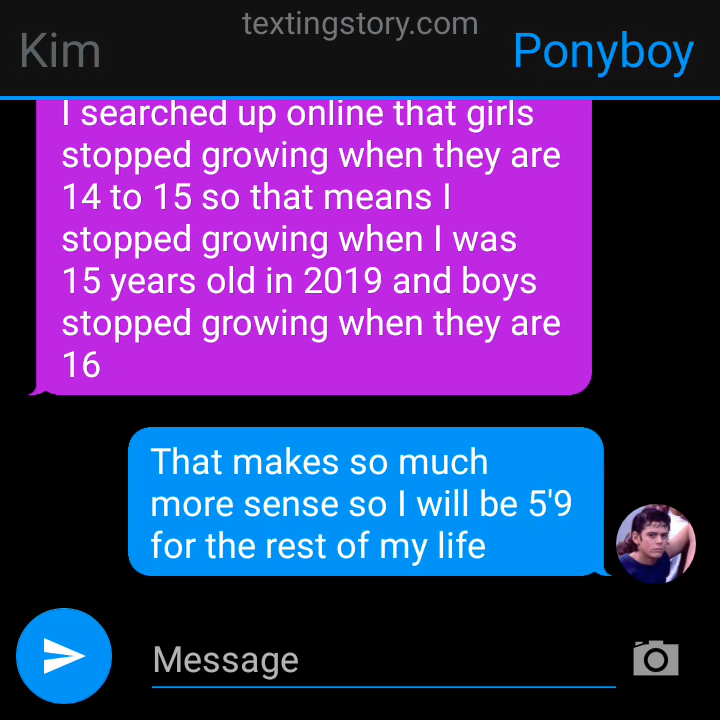 textingstory.com
Kim
Ponyboy
I searched up online that girls
stopped growing when they are
14 to 15 so that means I
stopped growing when I was
15 years old in 2019 and boys
stopped growing when they are
16
That makes so much
more sense so I will be 5'9
for the rest of my life
Message